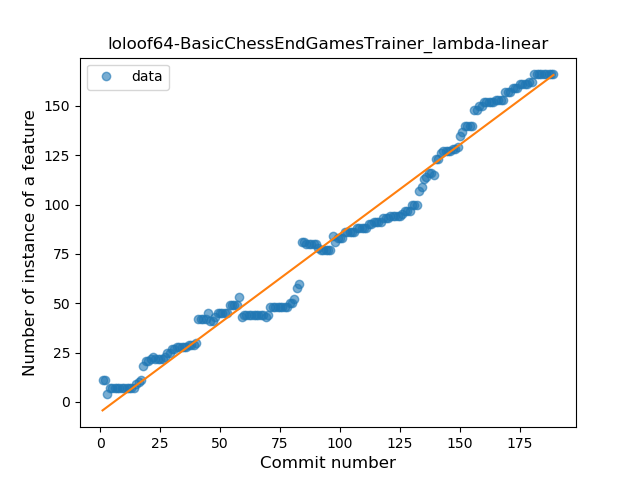 loloof64-BasicChessEndGamesTrainer_lambda-linear
data
Number of instance of a feature
150
125
100
75
50
25
0
0 25 50 75 100 125 150 175
Commit number